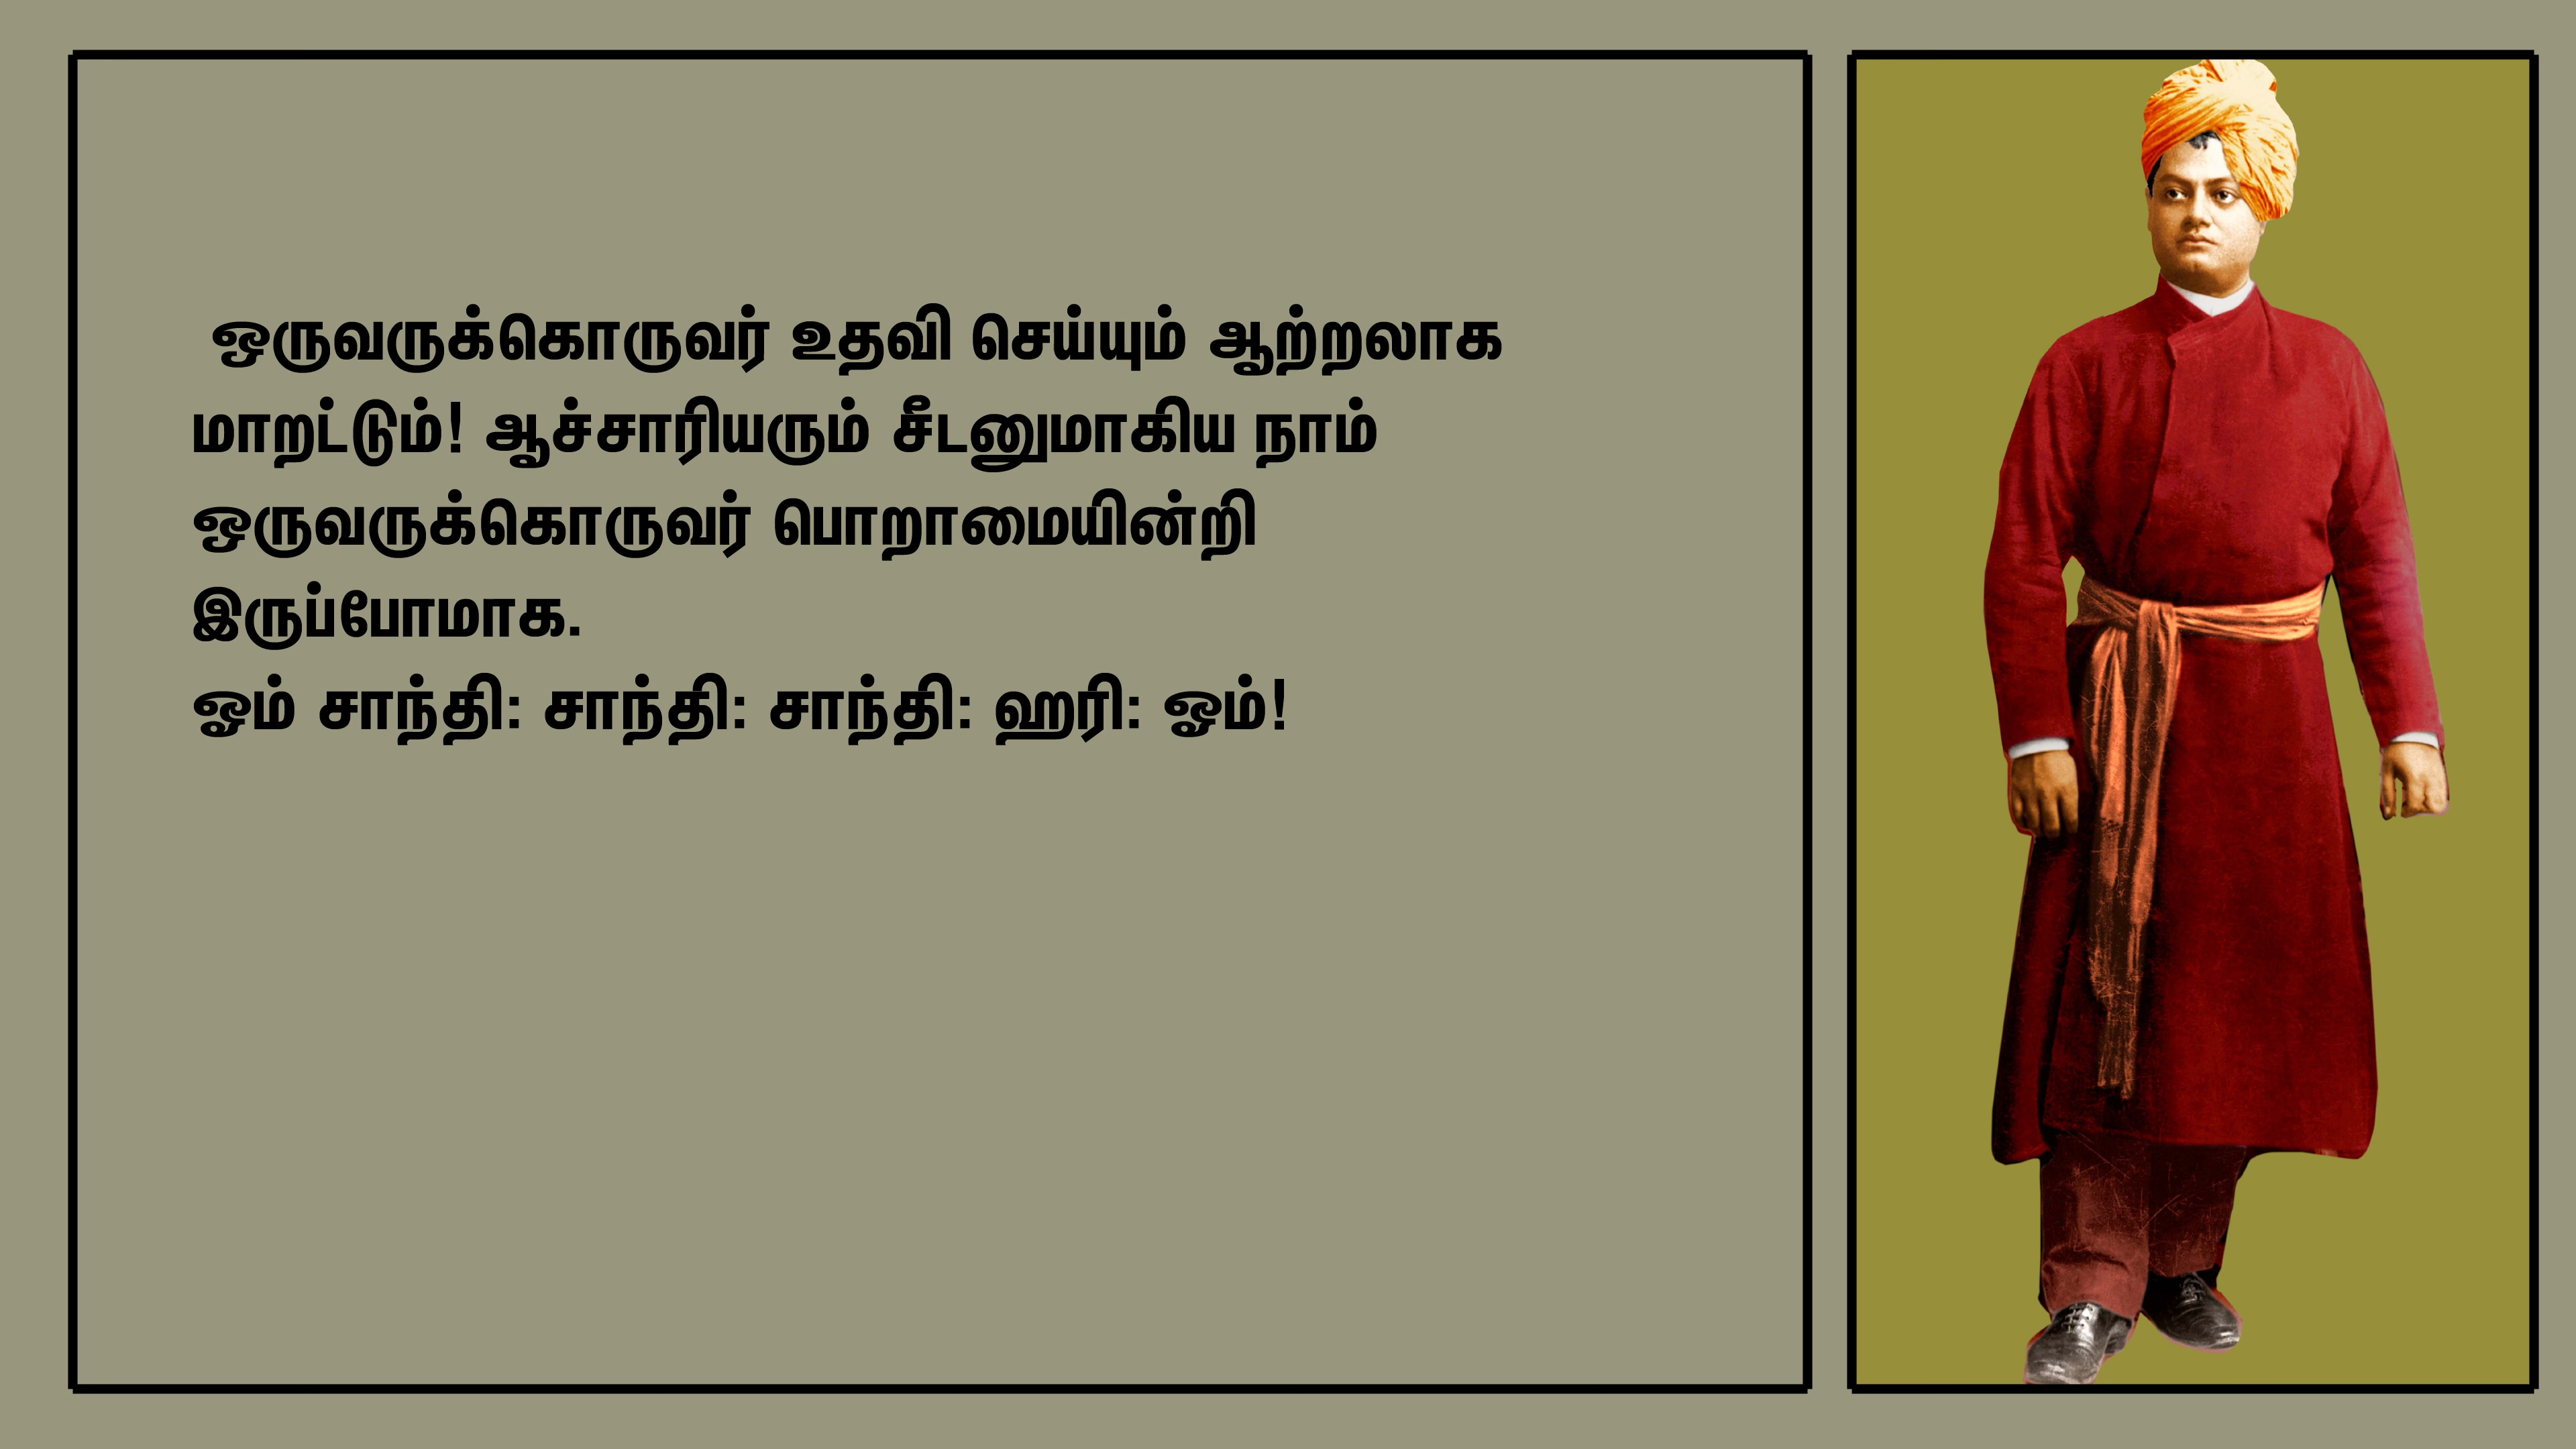 ஒருவருக்கொருவர் உதவி செய்யும் ஆற்றலாக
மாறட்டும்! ஆச்சாரியரும் சீடனுமாகிய நாம்
ஒருவருக்கொருவர் பொறாமையின்றி
இருப்போமாக.
ஓம் சாந்தி: சாந்தி: சாந்தி: ஹரி: ஓம்!